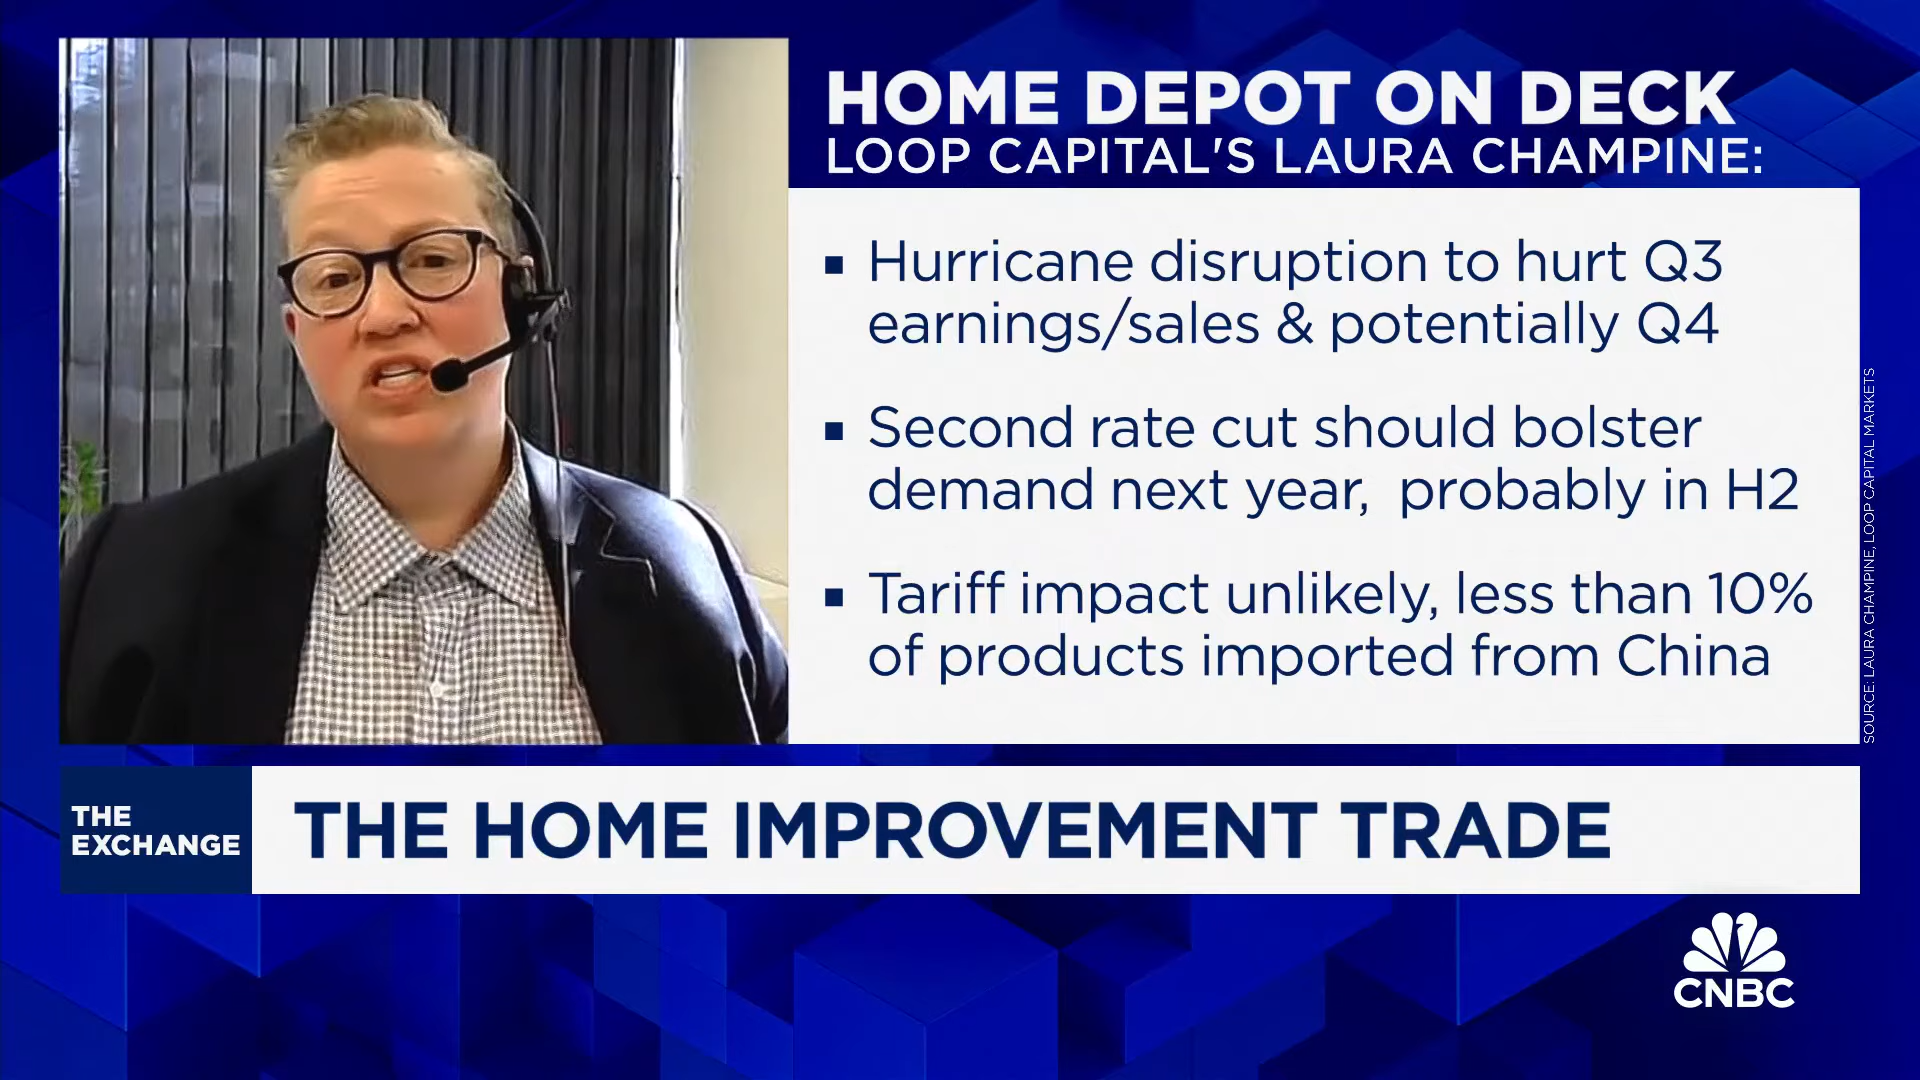 HOME DEPOT ON DECK
LOOP CAPITAL'S LAURA CHAMPINE:
▪ Hurricane disruption to hurt Q3
earnings/sales & potentially Q4
▪ Second rate cut should bolster
demand next year, probably in H2
▪ Tariff impact unlikely, less than 10%
of products imported from China
SOURCE: LAURA CHAMPINE, LOOP CAPITAL MARKETS
THE
EXCHANGE
THE HOME IMPROVEMENT TRADE
CNBC